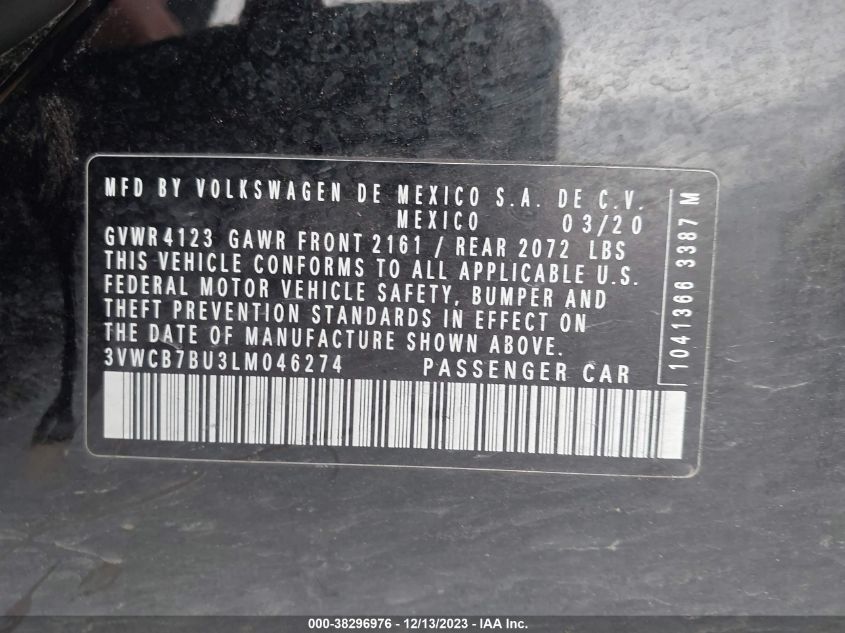 MFD BY VOLKSWAGEN DE MEXICO S.A. DE C.V.
MEXICO 03/20
GVWR 4123 GAWR FRONT 2161 / REAR 2072 LBS
THIS VEHICLE CONFORMS TO ALL APPLICABLE U.S.
FEDERAL MOTOR VEHICLE SAFETY, BUMPER AND
THEFT PREVENTION STANDARDS IN EFFECT ON
THE DATE OF MANUFACTURE SHOWN ABOVE.
3VWCB7BU3LM046274 PASSENGER CAR
1041366 3387 M
000-38296976 - 12/13/2023 - IAA Inc.